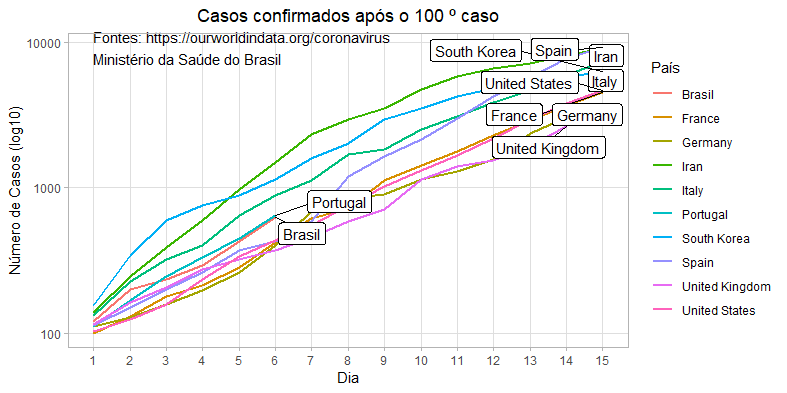 Casos confirmados após o 100 º caso
Fontes: https://ourworldindata.org/coronavirus
Ministério da Saúde do Brasil
Número de Casos (log10)
10000
1000
100
South Korea
Spain
Iran
United States
Italy
France
Germany
United Kingdom
Portugal
Brasil
1 2 3 4 5 6 7 8 9 10 11 12 13 14 15
Dia
País
Brasil
France
Germany
Iran
Italy
Portugal
South Korea
Spain
United Kingdom
United States